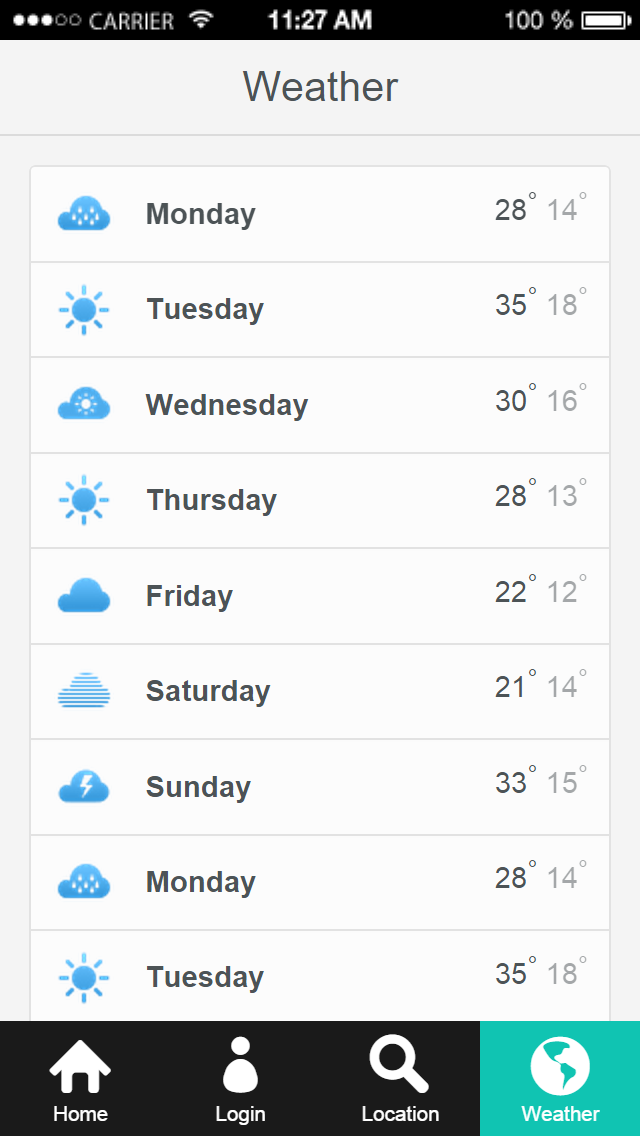 CARRIER 11:27 AM 100 %
Weather
Monday 28° 14°
Tuesday 35° 18°
Wednesday 30° 16°
Thursday 28° 13°
Friday 22° 12°
Saturday 21° 14°
Sunday 33° 15°
Monday 28° 14°
Tuesday 35° 18°
Home Login Location Weather